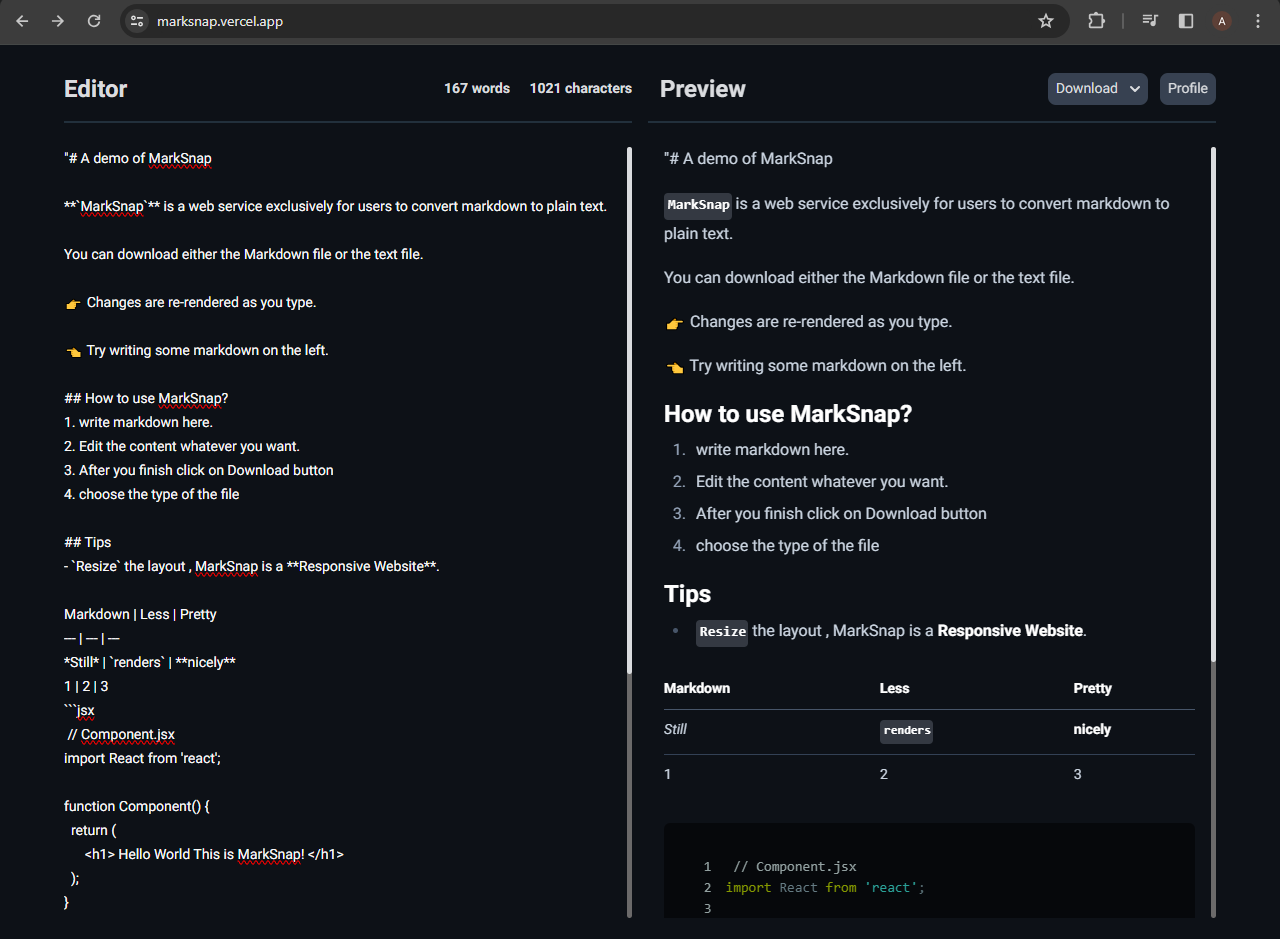 marksnap.vercel.app
A
Editor
167 words 1021 characters
"# A demo of MarkSnap
**`MarkSnap`** is a web service exclusively for users to convert markdown to plain text.
You can download either the Markdown file or the text file.
👉 Changes are re-rendered as you type.
👈 Try writing some markdown on the left.
## How to use MarkSnap?
1. write markdown here.
2. Edit the content whatever you want.
3. After you finish click on Download button
4. choose the type of the file
## Tips
- `Resize` the layout , MarkSnap is a **Responsive Website**.
Markdown | Less | Pretty
--- | --- | ---
*Still* | `renders` | **nicely**
1 | 2 | 3
```jsx
// Component.jsx
import React from 'react';
function Component() {
return (
<h1> Hello World This is MarkSnap! </h1>
);
}
Preview
Download Profile
"# A demo of MarkSnap
MarkSnap is a web service exclusively for users to convert markdown to
plain text.
You can download either the Markdown file or the text file.
👉 Changes are re-rendered as you type.
👈 Try writing some markdown on the left.
How to use MarkSnap?
1. write markdown here.
2. Edit the content whatever you want.
3. After you finish click on Download button
4. choose the type of the file
Tips
• Resize the layout , MarkSnap is a Responsive Website.
Markdown Less Pretty
Still renders nicely
1 2 3
1 // Component.jsx
2 import React from 'react';
3